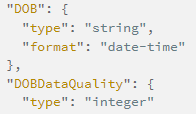 "DOB": {
"type": "string",
"format": "date-time"
},
"DOBDataQuality": {
"type": "integer"